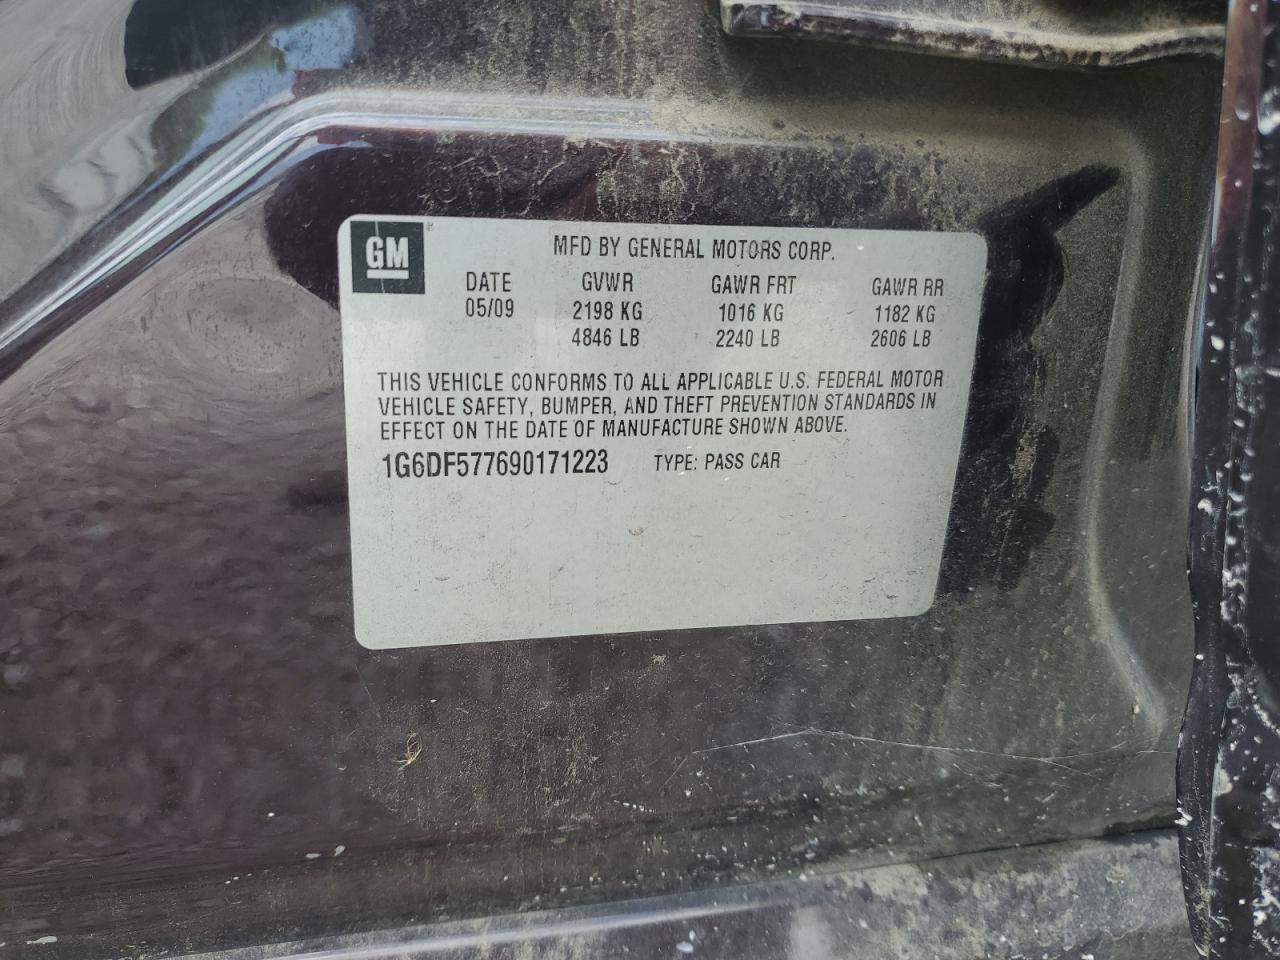 GM
MFD BY GENERAL MOTORS CORP.
DATE GVWR GAWR FRT GAWR RR
05/09 2198 KG 1016 KG 1182 KG
4846 LB 2240 LB 2606 LB
THIS VEHICLE CONFORMS TO ALL APPLICABLE U.S. FEDERAL MOTOR
VEHICLE SAFETY, BUMPER, AND THEFT PREVENTION STANDARDS IN
EFFECT ON THE DATE OF MANUFACTURE SHOWN ABOVE.
1G6DF577690171223 TYPE: PASS CAR